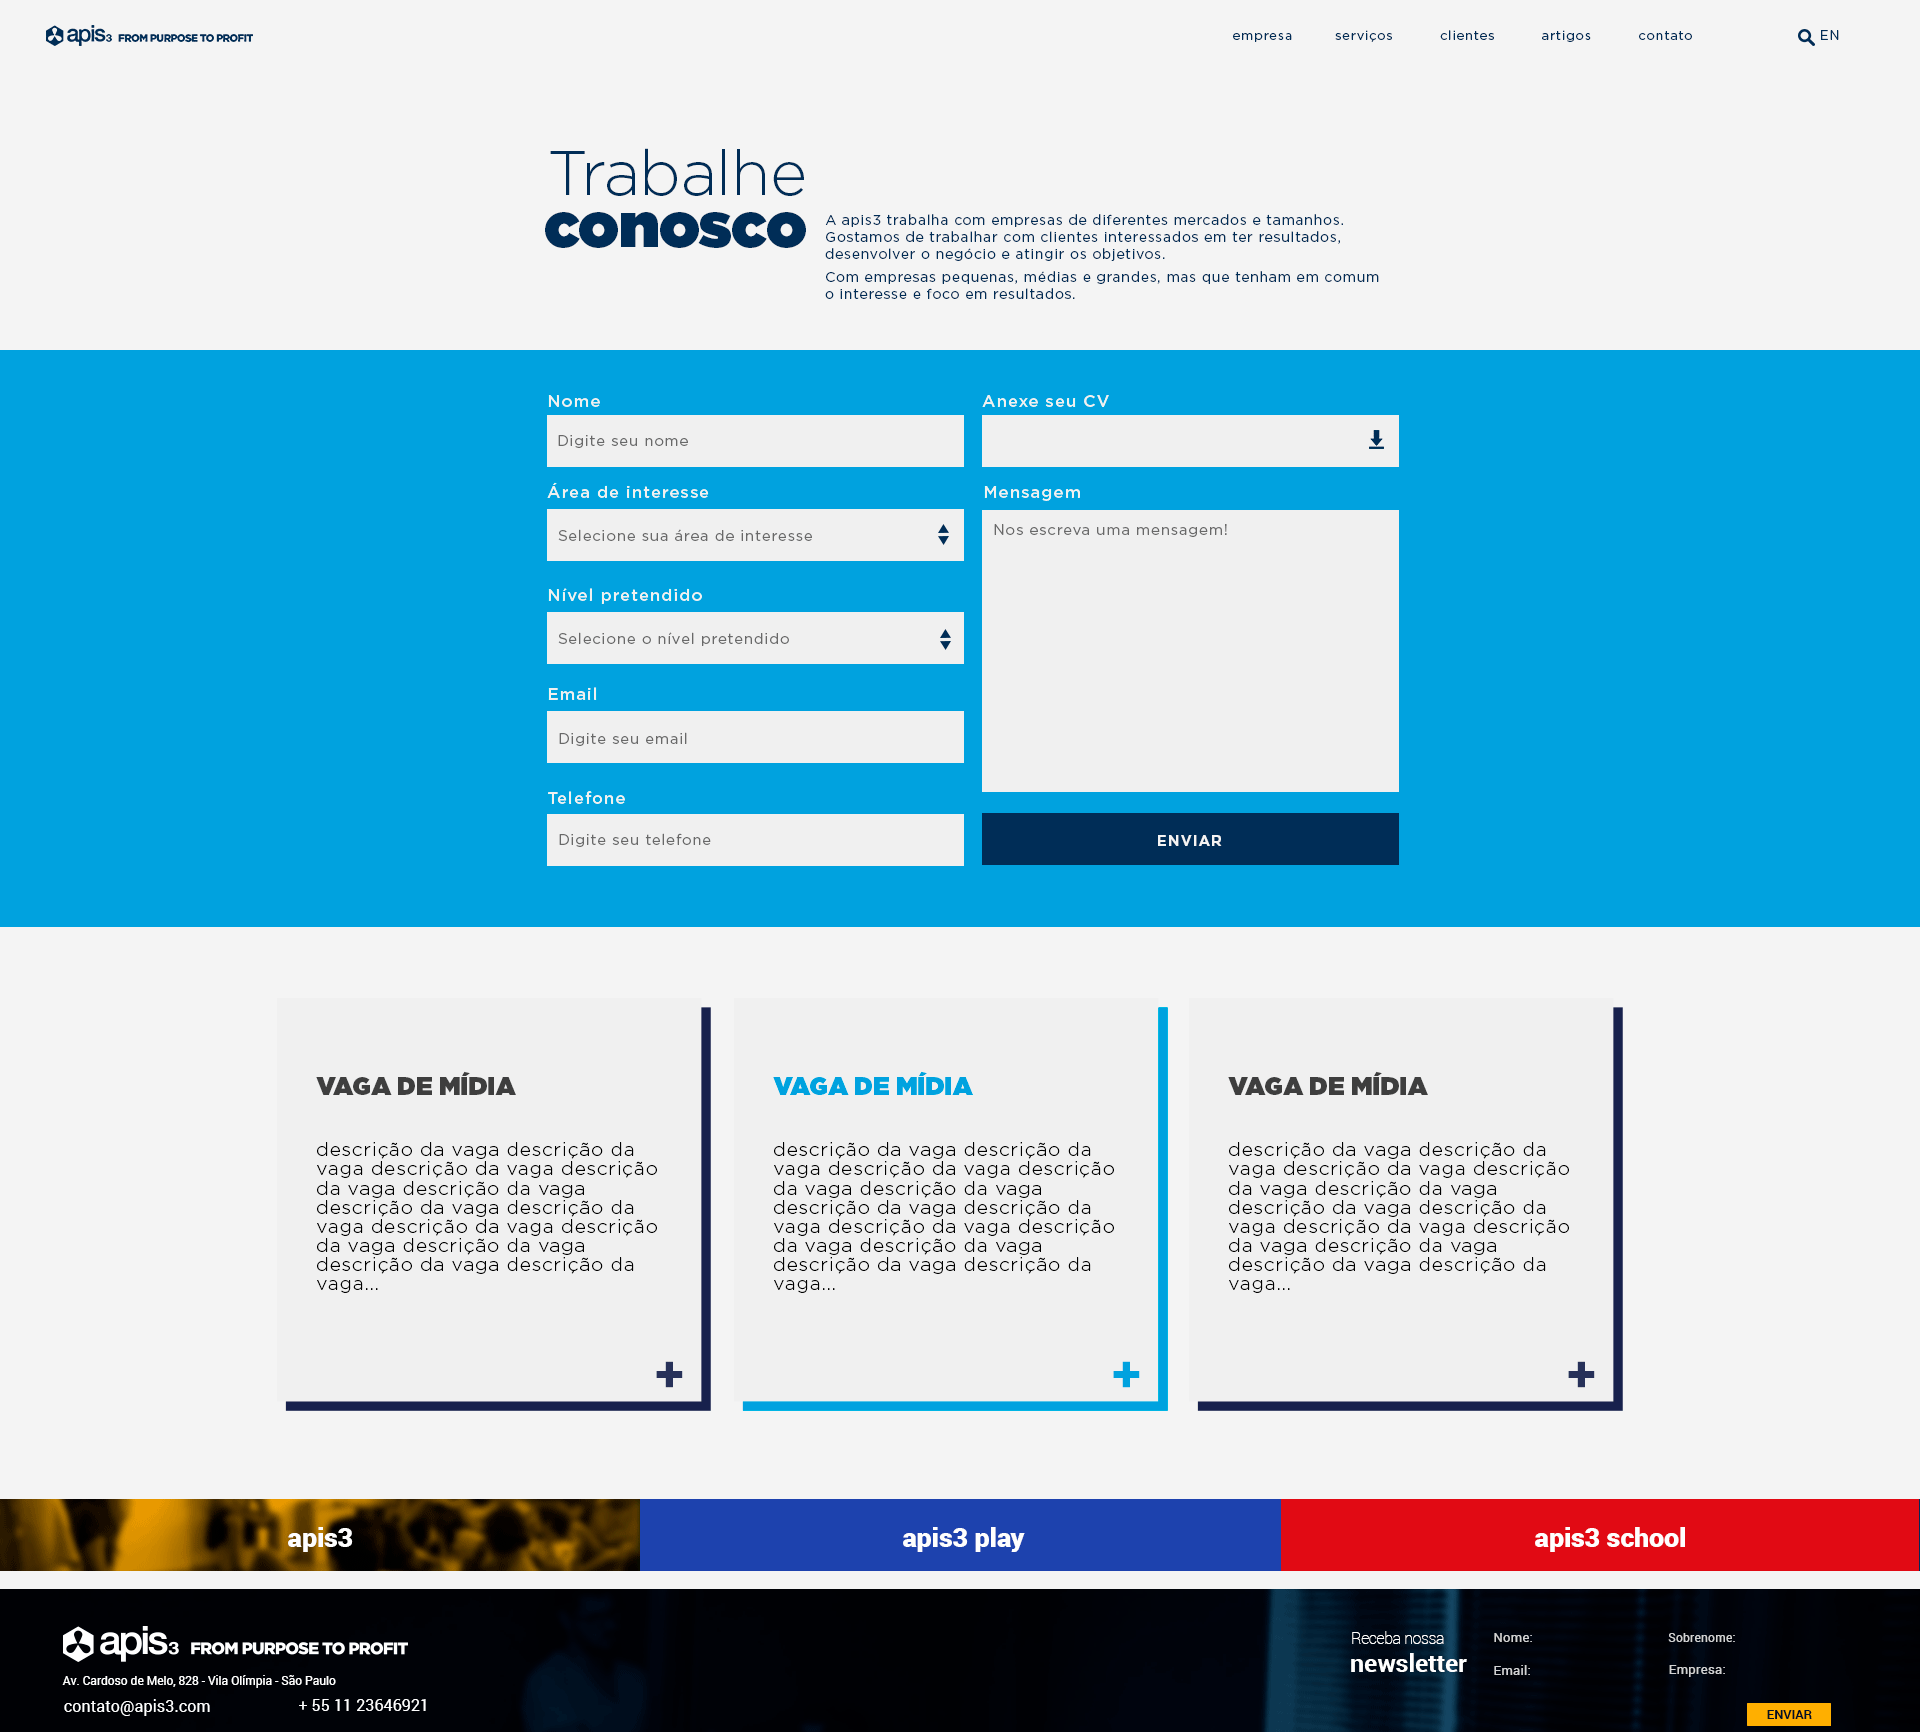 apis3 FROM PURPOSE TO PROFIT
empresa serviços clientes artigos contato EN
Trabalhe
conosco
A apis3 trabalha com empresas de diferentes mercados e tamanhos.
Gostamos de trabalhar com clientes interessados em ter resultados,
desenvolver o negócio e atingir os objetivos.
Com empresas pequenas, médias e grandes, mas que tenham em comum
o interesse e foco em resultados.
Nome
Digite seu nome
Área de interesse
Selecione sua área de interesse
Nível pretendido
Selecione o nível pretendido
Email
Digite seu email
Telefone
Digite seu telefone
Anexe seu CV
Mensagem
Nos escreva uma mensagem!
ENVIAR
VAGA DE MÍDIA
descrição da vaga descrição da
vaga descrição da vaga descrição
da vaga descrição da vaga
descrição da vaga descrição da
vaga descrição da vaga descrição
da vaga descrição da vaga
descrição da vaga descrição da
vaga...
+
VAGA DE MÍDIA
descrição da vaga descrição da
vaga descrição da vaga descrição
da vaga descrição da vaga
descrição da vaga descrição da
vaga descrição da vaga descrição
da vaga descrição da vaga
descrição da vaga descrição da
vaga...
+
VAGA DE MÍDIA
descrição da vaga descrição da
vaga descrição da vaga descrição
da vaga descrição da vaga
descrição da vaga descrição da
vaga descrição da vaga descrição
da vaga descrição da vaga
descrição da vaga descrição da
vaga...
+
apis3
apis3 play
apis3 school
apis3 FROM PURPOSE TO PROFIT
Av. Cardoso de Melo, 828 - Vila Olímpia - São Paulo
contato@apis3.com + 55 11 23646921
Receba nossa
newsletter
Nome:
Sobrenome:
Email:
Empresa:
ENVIAR